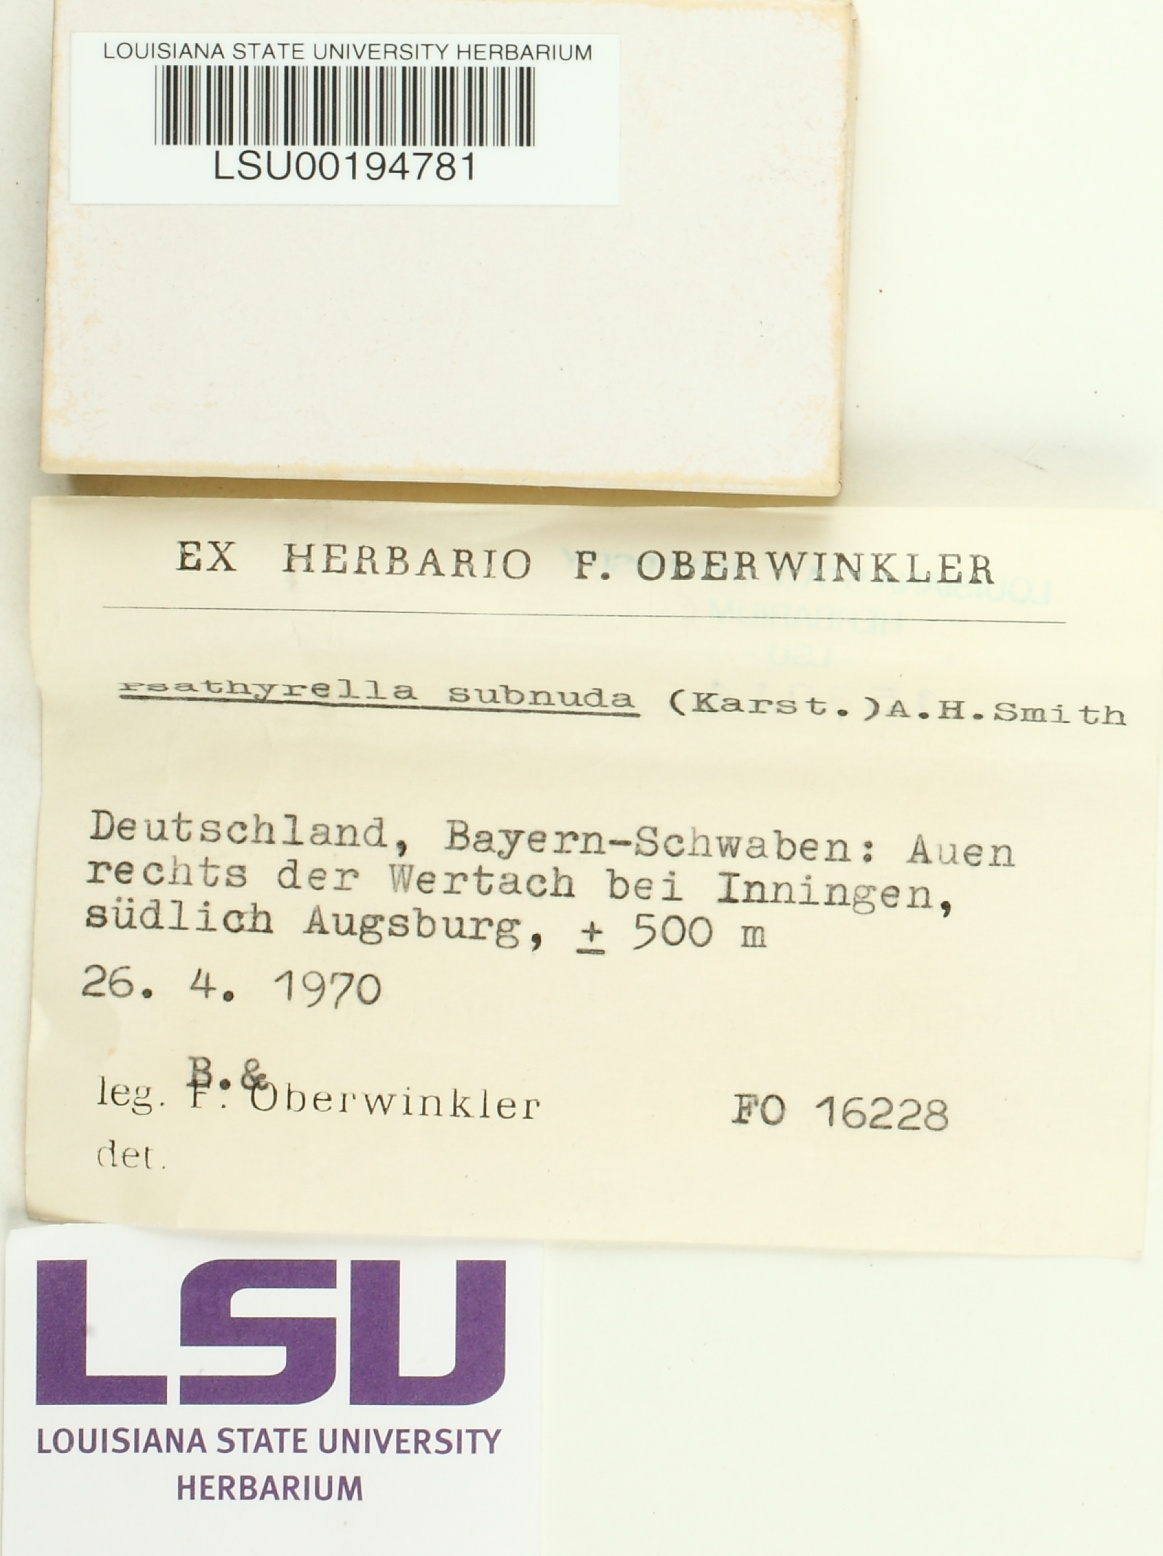 LOUISIANA STATE UNIVERSITY HERBARIUM
LSU00194781
EX HERBARIO F. OBERWINKLER
Psathyrella subnuda (Karst.)A.H.Smith
Deutschland, Bayern-Schwaben: Auen
rechts der Wertach bei Inningen,
südlich Augsburg, ± 500 m
26. 4. 1970
B.&
leg. F. Oberwinkler FO 16228
det.
LSU
LOUISIANA STATE UNIVERSITY
HERBARIUM